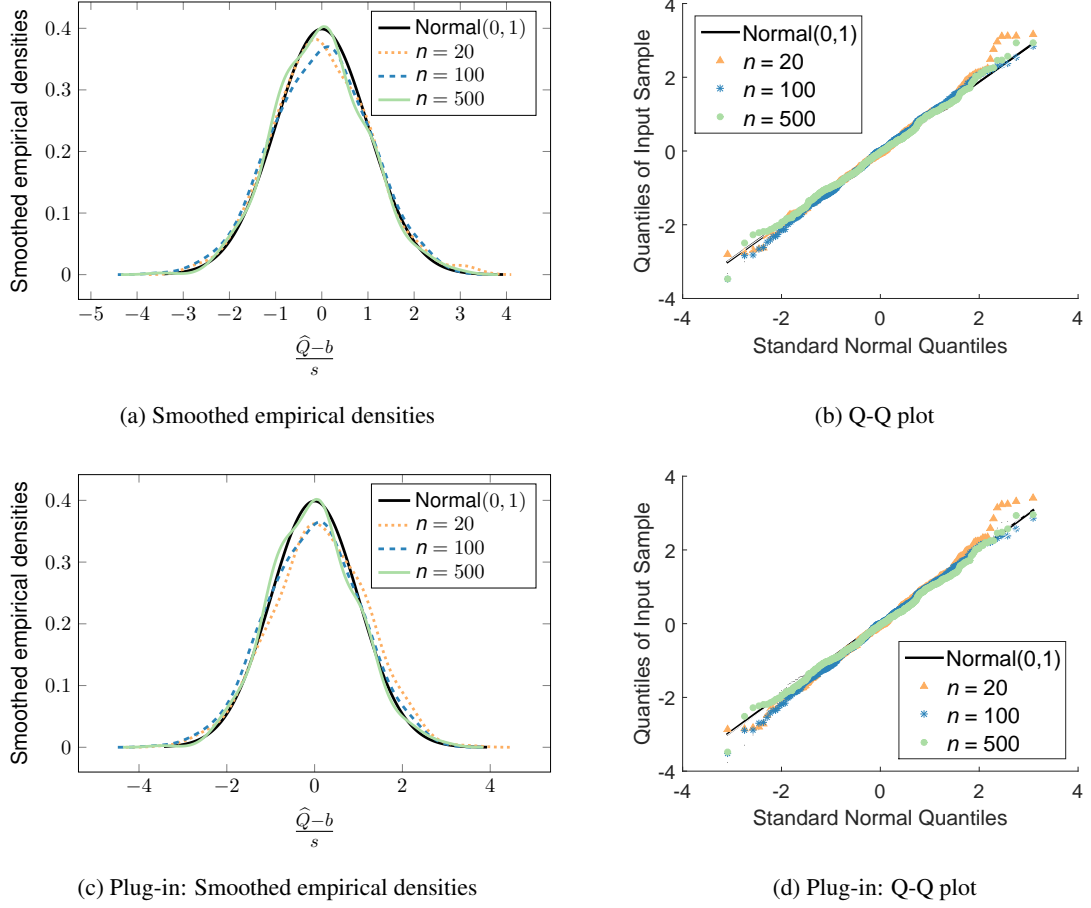 Smoothed empirical densities
0.4
0.3
0.2
0.1
0
Normal(0, 1)
n = 20
n = 100
n = 500
−5 −4 −3 −2 −1 0 1 2 3 4 5
Q̂−b
s
(a) Smoothed empirical densities
Quantiles of Input Sample
4
2
0
-2
-4
Normal(0,1)
n = 20
n = 100
n = 500
-4 -2 0 2 4
Standard Normal Quantiles
(b) Q-Q plot
Smoothed empirical densities
0.4
0.3
0.2
0.1
0
Normal(0, 1)
n = 20
n = 100
n = 500
−4 −2 0 2 4
Q̂−b
s
(c) Plug-in: Smoothed empirical densities
Quantiles of Input Sample
4
2
0
-2
-4
Normal(0,1)
n = 20
n = 100
n = 500
-4 -2 0 2 4
Standard Normal Quantiles
(d) Plug-in: Q-Q plot